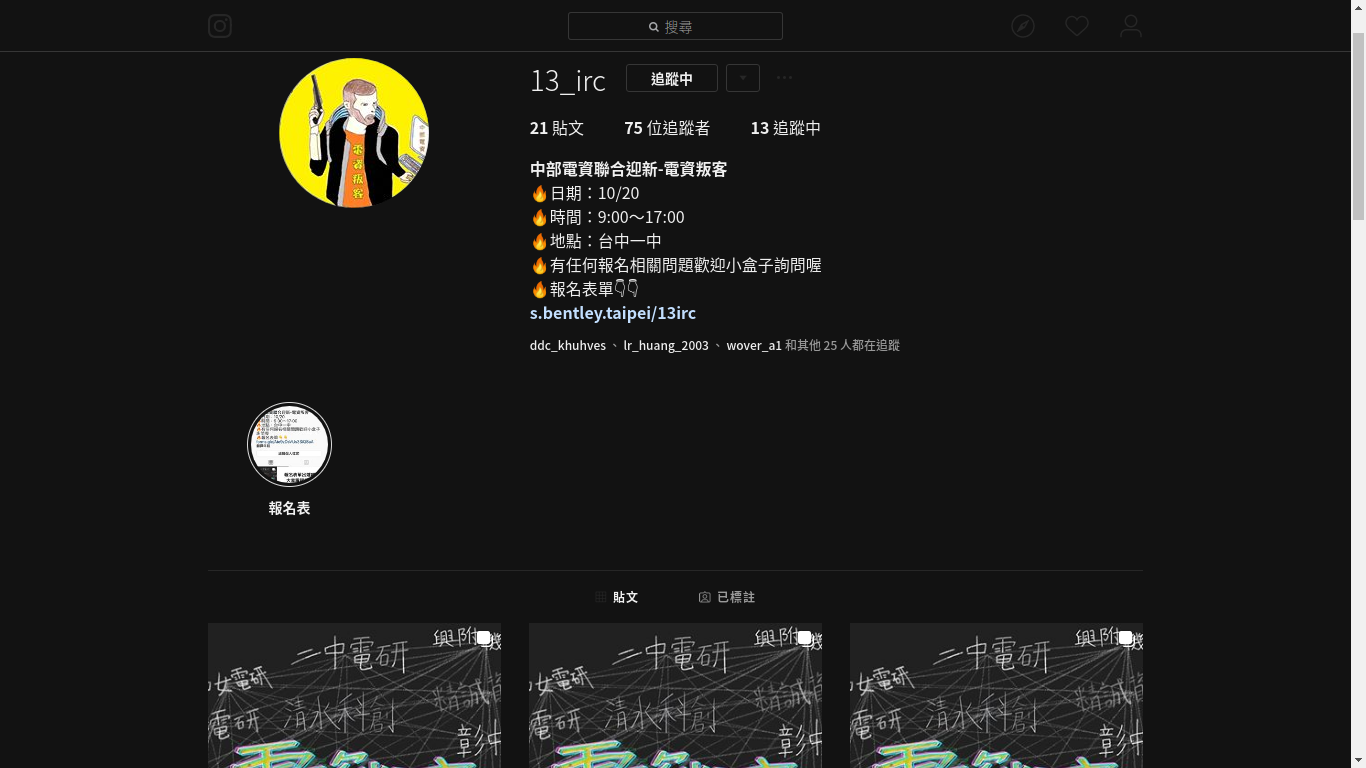 搜尋
13_irc
追蹤中
21 貼文 75 位追蹤者 13 追蹤中
中部電資聯合迎新-電資叛客
🔥日期：10/20
🔥時間：9:00～17:00
🔥地點：台中一中
🔥有任何報名相關問題歡迎小盒子詢問喔
🔥報名表單👇👇
s.bentley.taipei/13irc
ddc_khuhves、lr_huang_2003、wover_a1 和其他 25 人都在追蹤
電資叛客
報名表
貼文 已標註
興附
二中電研
女電研
精誠
電研 清水科創
彰中
興附
二中電研
女電研
精誠
電研 清水科創
彰中
興附
二中電研
女電研
精誠
電研 清水科創
彰中